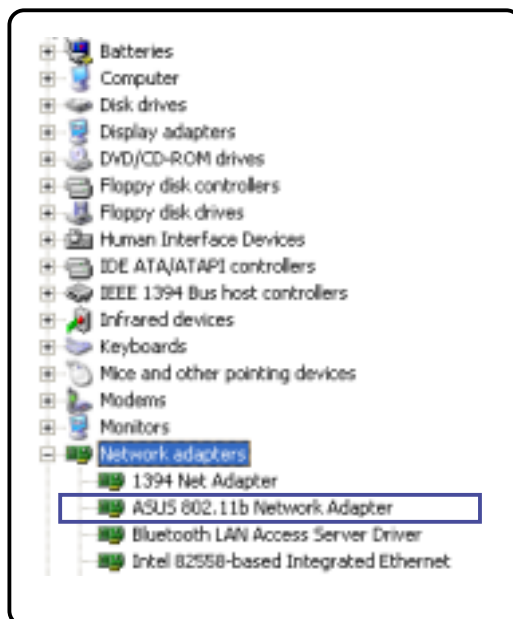 Batteries
Computer
Disk drives
Display adapters
DVD/CD-ROM drives
Floppy disk controllers
Floppy disk drives
Human Interface Devices
IDE ATA/ATAPI controllers
IEEE 1394 Bus host controllers
Infrared devices
Keyboards
Mice and other pointing devices
Modems
Monitors
Network adapters
1394 Net Adapter
ASUS 802.11b Network Adapter
Bluetooth LAN Access Server Driver
Intel 82558-based Integrated Ethernet